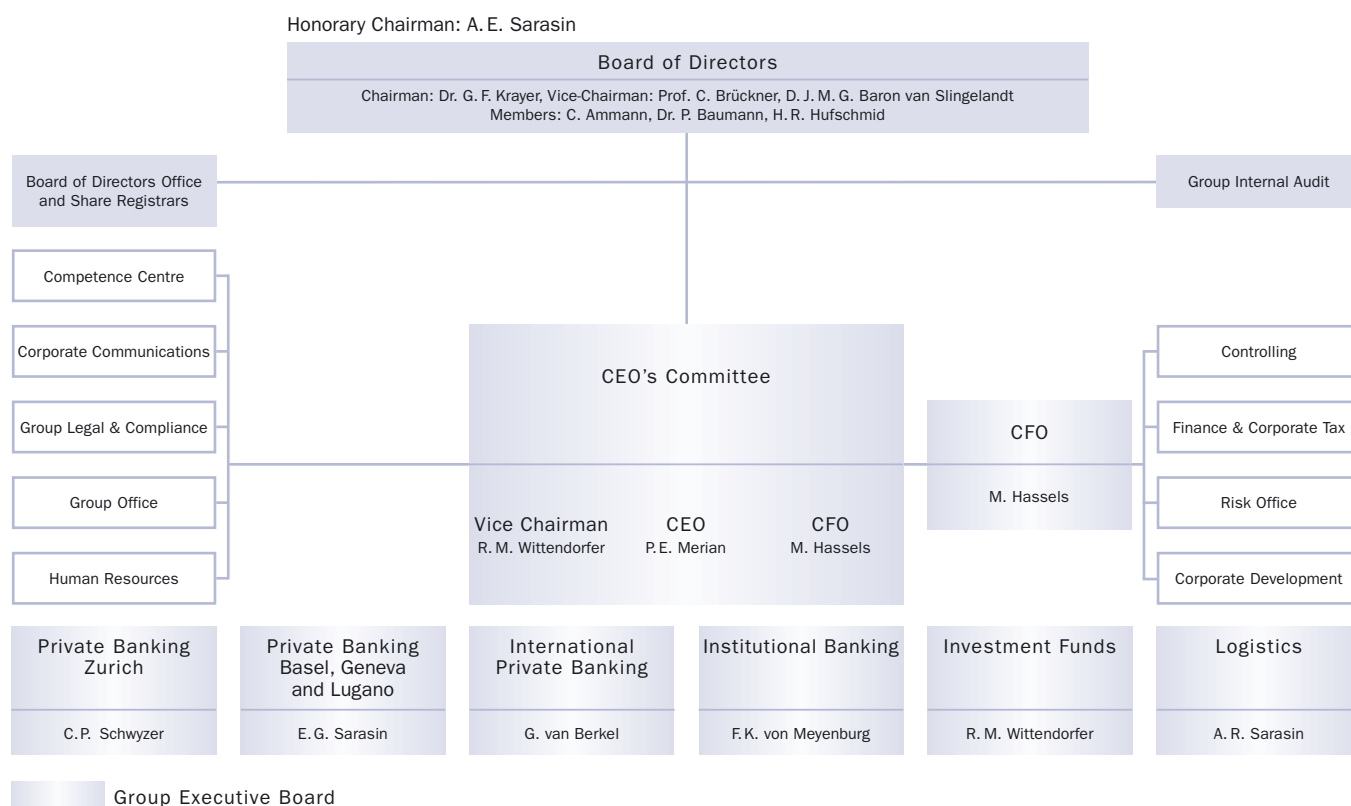 Honorary Chairman: A.E. Sarasin
Board of Directors
Chairman: Dr. G.F. Krayer, Vice-Chairman: Prof. C. Brückner, D.J.M.G. Baron van Slingelandt
Members: C. Ammann, Dr. P. Baumann, H.R. Hufschmid
Board of Directors Office
and Share Registrars
Group Internal Audit
Competence Centre
Corporate Communications
Group Legal & Compliance
Group Office
Human Resources
CEO's Committee
Vice Chairman
R.M. Wittendorfer
CEO
P.E. Merian
CFO
M. Hassels
CFO
M. Hassels
Controlling
Finance & Corporate Tax
Risk Office
Corporate Development
Private Banking
Zurich
C.P. Schwyzer
Private Banking
Basel, Geneva
and Lugano
E.G. Sarasin
International
Private Banking
G. van Berkel
Institutional Banking
F.K. von Meyenburg
Investment Funds
R.M. Wittendorfer
Logistics
A.R. Sarasin
Group Executive Board